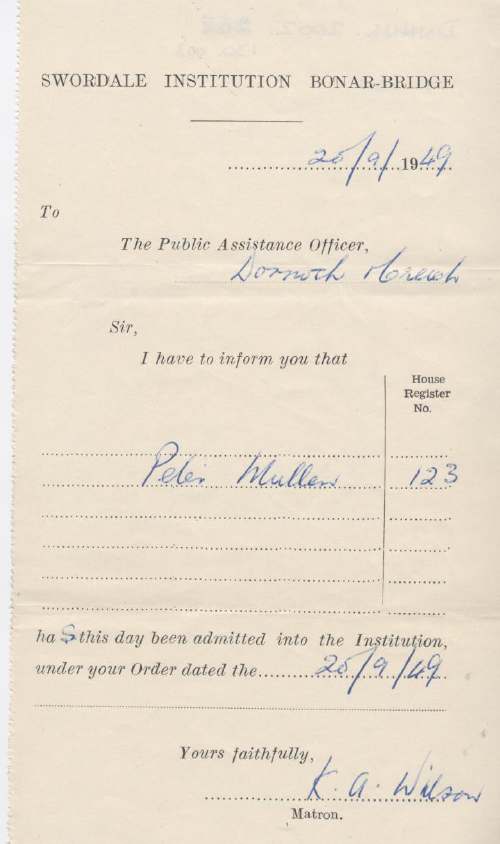 SWORDALE INSTITUTION BONAR-BRIDGE
20/9/1949
To
The Public Assistance Officer,
Dornoch & Creich
Sir,
I have to inform you that
House
Register
No.
Peter Mullen 123
has this day been admitted into the Institution,
under your Order dated the 20/9/49
Yours faithfully,
K. A. Wilson
Matron.